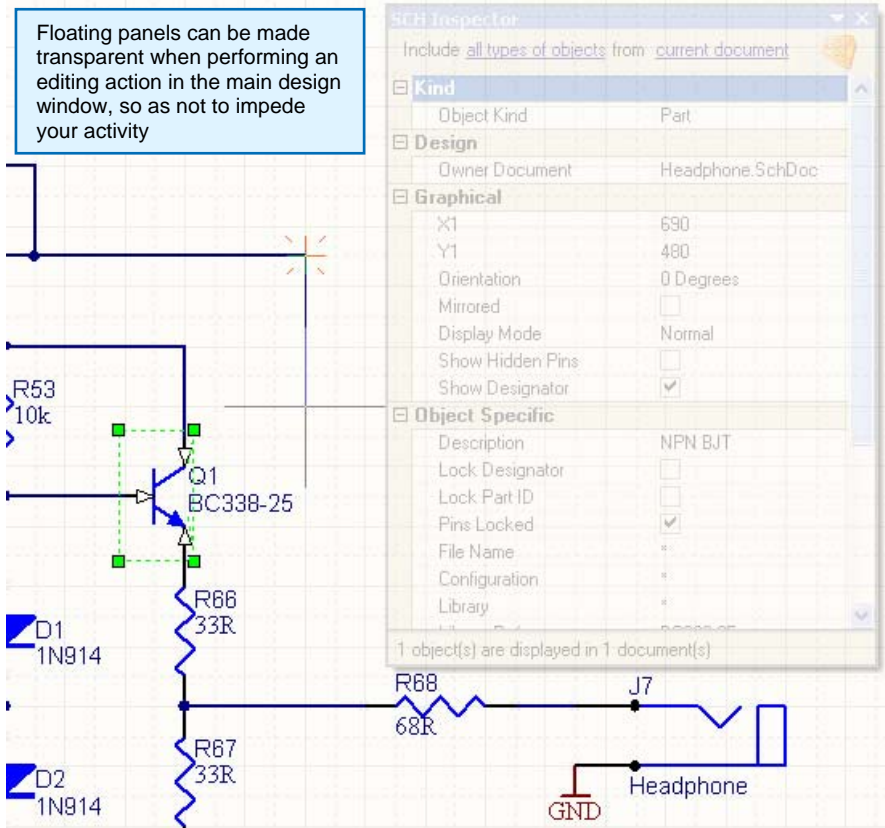 Floating panels can be made
transparent when performing an
editing action in the main design
window, so as not to impede
your activity
SCH Inspector
Include all types of objects from current document
Kind
Object Kind Part
Design
Owner Document Headphone.SchDoc
Graphical
X1 690
Y1 480
Orientation 0 Degrees
Mirrored
Display Mode Normal
Show Hidden Pins
Show Designator
Object Specific
Description NPN BJT
Lock Designator
Lock Part ID
Pins Locked
File Name *
Configuration *
Library *
1 object(s) are displayed in 1 document(s)
R53
10k
Q1
BC338-25
R66
33R
D1
1N914
R68
68R
J7
R67
33R
D2
1N914
Headphone
GND